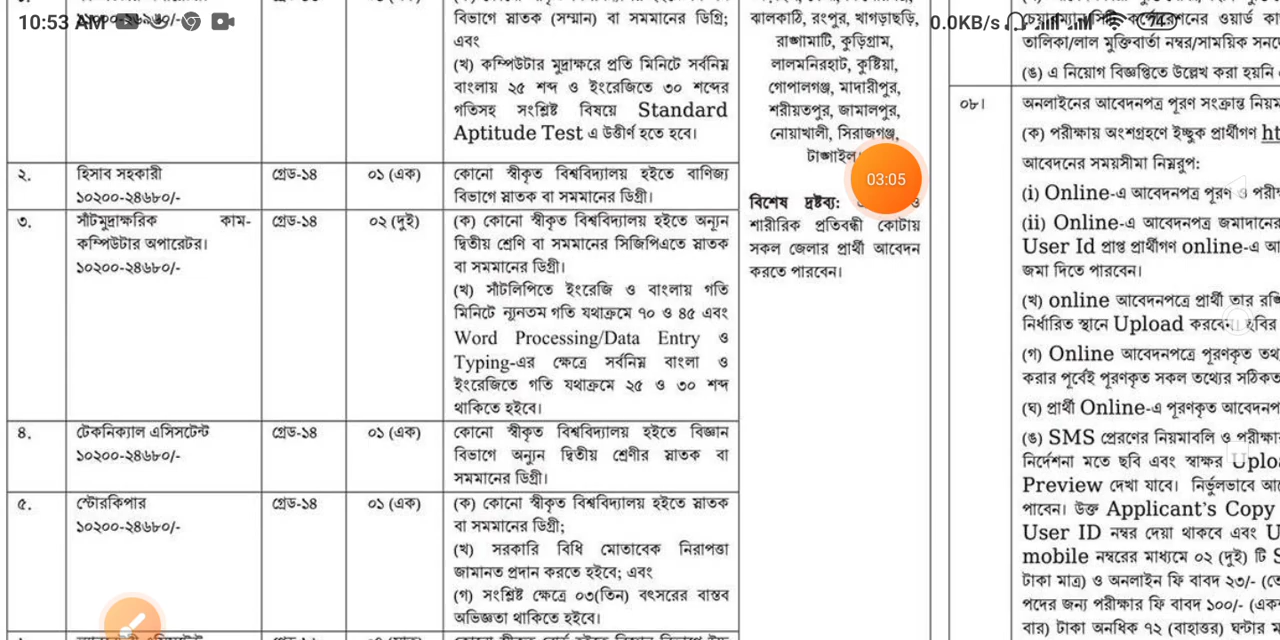 10:53 AM
0.0KB/s
বিভাগে স্নাতক (সম্মান) বা সমমানের ডিগ্রি;
এবং
(খ) কম্পিউটার মুদ্রাক্ষরে প্রতি মিনিটে সর্বনিম্ন
বাংলায় ২৫ শব্দ ও ইংরেজিতে ৩০ শব্দের
গতিসহ সংশ্লিষ্ট বিষয়ে Standard
Aptitude Test এ উত্তীর্ণ হতে হবে।
২.
হিসাব সহকারী
১০২০০-২৪৬৮০/-
গ্রেড-১৪
০১ (এক)
কোনো স্বীকৃত বিশ্ববিদ্যালয় হইতে বাণিজ্য
বিভাগে স্নাতক বা সমমানের ডিগ্রী।
৩.
সাঁটমুদ্রাক্ষরিক কাম-
কম্পিউটার অপারেটর।
১০২০০-২৪৬৮০/-
গ্রেড-১৪
০২ (দুই)
(ক) কোনো স্বীকৃত বিশ্ববিদ্যালয় হইতে অন্যূন
দ্বিতীয় শ্রেণি বা সমমানের সিজিপিএতে স্নাতক
বা সমমানের ডিগ্রী।
(খ) সাঁটলিপিতে ইংরেজি ও বাংলায় গতি
মিনিটে ন্যূনতম গতি যথাক্রমে ৭০ ও ৪৫ এবং
Word Processing/Data Entry ও
Typing-এর ক্ষেত্রে সর্বনিম্ন বাংলা ও
ইংরেজিতে গতি যথাক্রমে ২৫ ও ৩০ শব্দ
থাকিতে হইবে।
৪.
টেকনিক্যাল এসিসটেন্ট
১০২০০-২৪৬৮০/-
গ্রেড-১৪
০১ (এক)
কোনো স্বীকৃত বিশ্ববিদ্যালয় হইতে বিজ্ঞান
বিভাগে অন্যুন দ্বিতীয় শ্রেণীর স্নাতক বা
সমমানের ডিগ্রী।
৫.
স্টোরকিপার
১০২০০-২৪৬৮০/-
গ্রেড-১৪
০১ (এক)
(ক) কোনো স্বীকৃত বিশ্ববিদ্যালয় হইতে স্নাতক
বা সমমানের ডিগ্রী;
(খ) সরকারি বিধি মোতাবেক নিরাপত্তা
জামানত প্রদান করতে হইবে; এবং
(গ) সংশ্লিষ্ট ক্ষেত্রে ০৩(তিন) বৎসরের বাস্তব
অভিজ্ঞতা থাকিতে হইবে।
ঝালকাঠি, রংপুর, খাগড়াছড়ি,
রাঙ্গামাটি, কুড়িগ্রাম,
লালমনিরহাট, কুষ্টিয়া,
গোপালগঞ্জ, মাদারীপুর,
শরীয়তপুর, জামালপুর,
নোয়াখালী, সিরাজগঞ্জ,
টাঙ্গাইল
03:05
বিশেষ দ্রষ্টব্য: ও
শারীরিক প্রতিবন্ধী কোটায়
সকল জেলার প্রার্থী আবেদন
করতে পারবেন।
তালিকা/লাল মুক্তিবার্তা নম্বর/সাময়িক
(ঙ) এ নিয়োগ বিজ্ঞপ্তিতে উল্লেখ করা হয়নি
০৮।
অনলাইনের আবেদনপত্র পূরণ সংক্রান্ত
(ক) পরীক্ষায় অংশগ্রহণে ইচ্ছুক প্রার্থীগণ ht
আবেদনের সময়সীমা নিম্নরূপ:
(i) Online-এ আবেদনপত্র পূরণ ও
(ii) Online-এ আবেদনপত্র জমাদানের
User Id প্রাপ্ত প্রার্থীগণ online-এ
জমা দিতে পারবেন।
(খ) online আবেদনপত্রে প্রার্থী তার
নির্ধারিত স্থানে Upload করবেন।
(গ) Online আবেদনপত্রে পূরণকৃত
করার পূর্বেই পূরণকৃত সকল তথ্যের
(ঘ) প্রার্থী Online-এ পূরণকৃত
(ঙ) SMS প্রেরণের নিয়মাবলি ও
নির্দেশনা মতে ছবি এবং স্বাক্ষর Uplo
Preview দেখা যাবে। নির্ভুলভাবে
পাবেন। উক্ত Applicant's Copy
User ID নম্বর দেয়া থাকবে এবং U
mobile নম্বরের মাধ্যমে ০২ (দুই) টি S
টাকা মাত্র) ও অনলাইন ফি বাবদ ২৩/-
পদের জন্য পরীক্ষার ফি বাবদ ১০০/-
বার) টাকা অনধিক ৭২ (বাহাত্তর) ঘন্টার